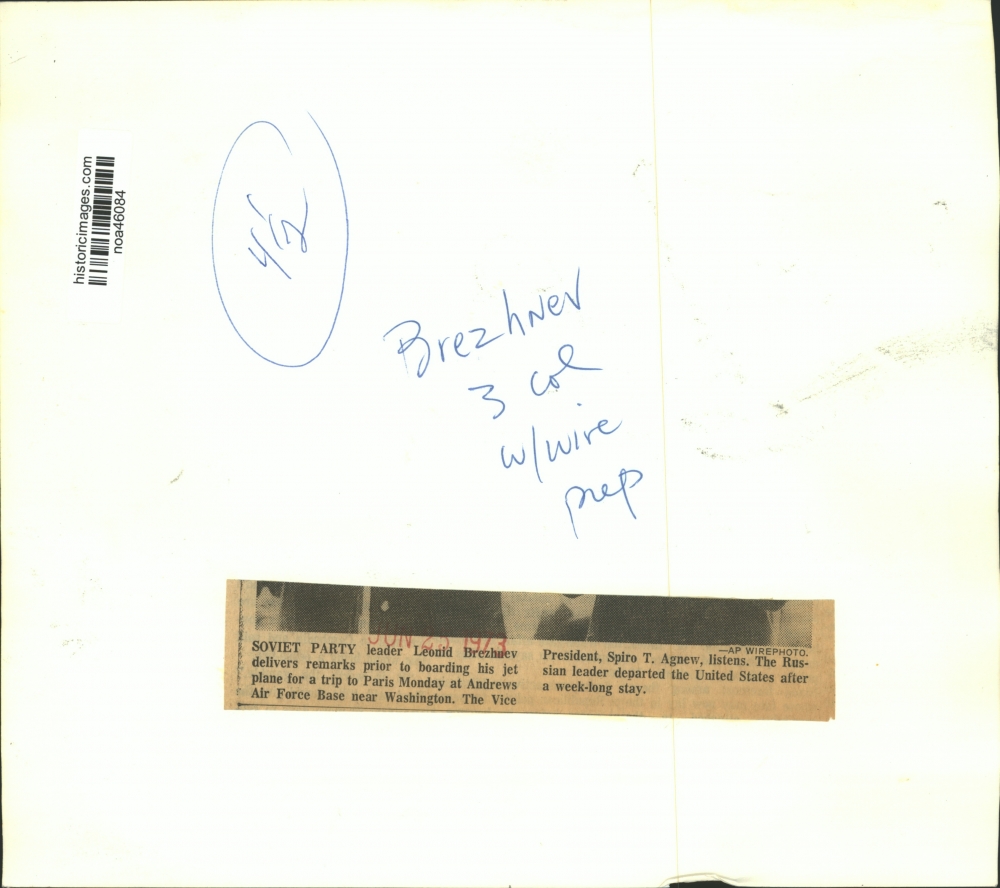 historicimages.com
noa46084
4/12
Brezhnev
3 col
w/wire
prep
JUN 25 1973
SOVIET PARTY leader Leonid Brezhnev
delivers remarks prior to boarding his jet
plane for a trip to Paris Monday at Andrews
Air Force Base near Washington. The Vice
—AP WIREPHOTO.
President, Spiro T. Agnew, listens. The Rus-
sian leader departed the United States after
a week-long stay.